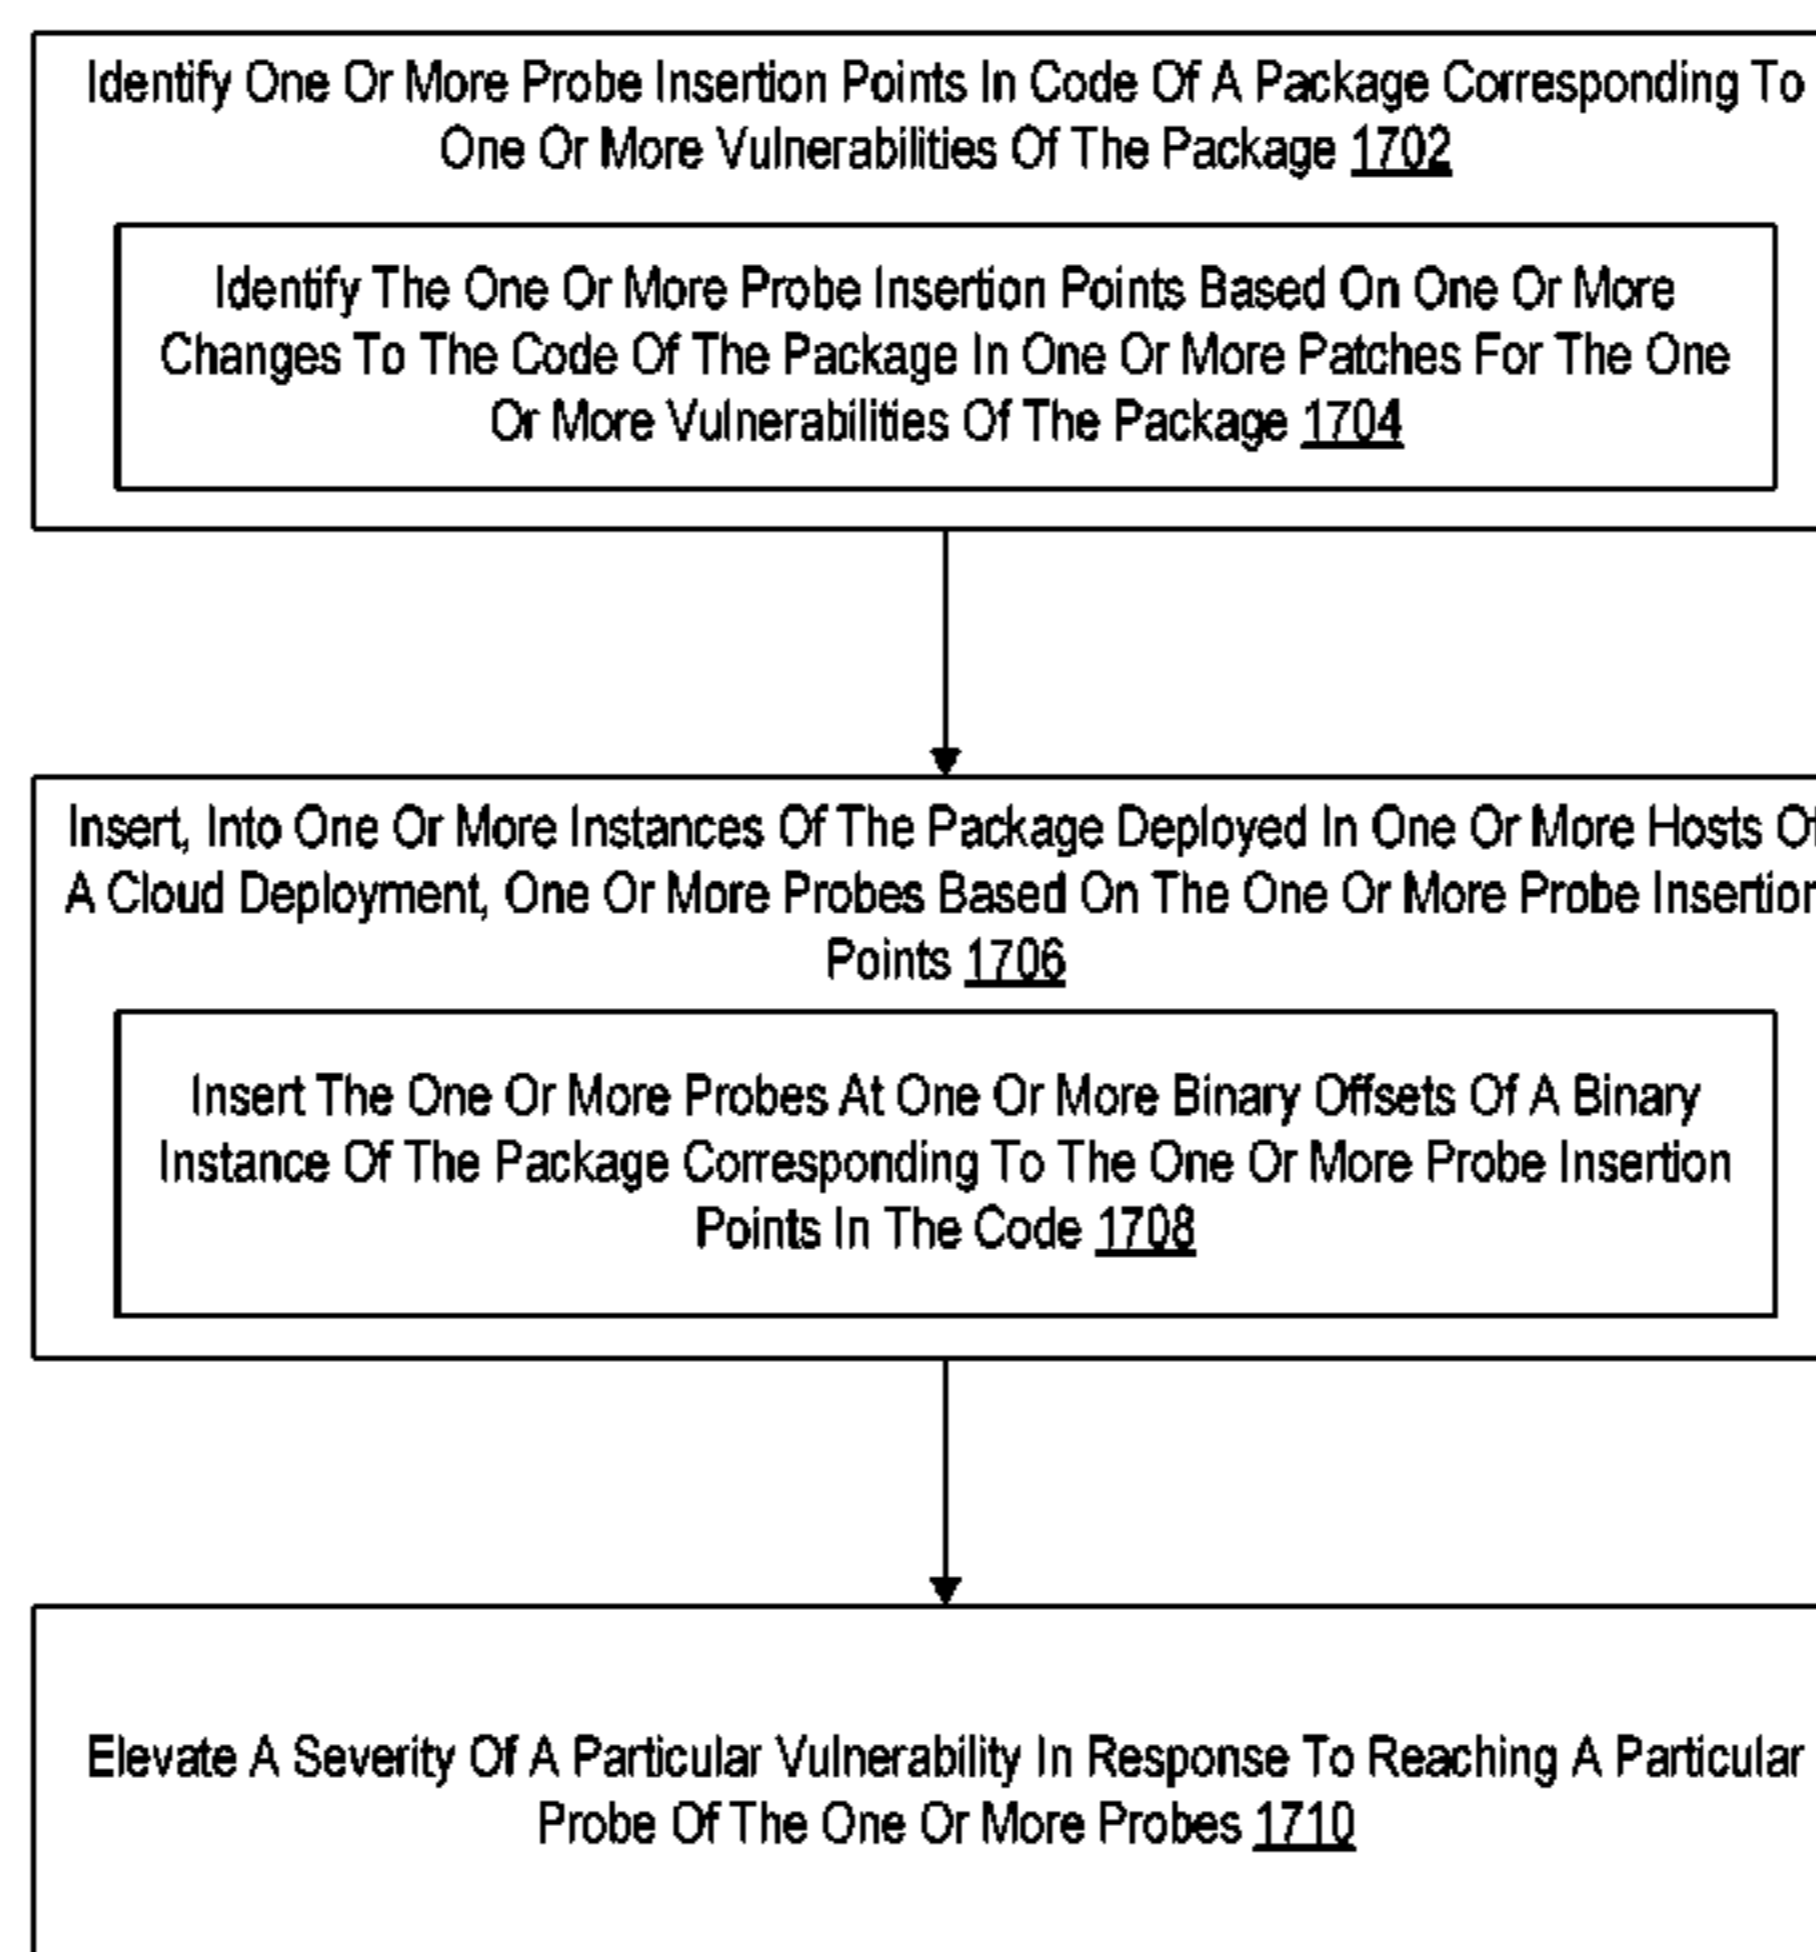 Identify One Or More Probe Insertion Points In Code Of A Package Corresponding To
One Or More Vulnerabilities Of The Package 1702
Identify The One Or More Probe Insertion Points Based On One Or More
Changes To The Code Of The Package In One Or More Patches For The One
Or More Vulnerabilities Of The Package 1704
Insert, Into One Or More Instances Of The Package Deployed In One Or More Hosts Of
A Cloud Deployment, One Or More Probes Based On The One Or More Probe Insertion
Points 1706
Insert The One Or More Probes At One Or More Binary Offsets Of A Binary
Instance Of The Package Corresponding To The One Or More Probe Insertion
Points In The Code 1708
Elevate A Severity Of A Particular Vulnerability In Response To Reaching A Particular
Probe Of The One Or More Probes 1710